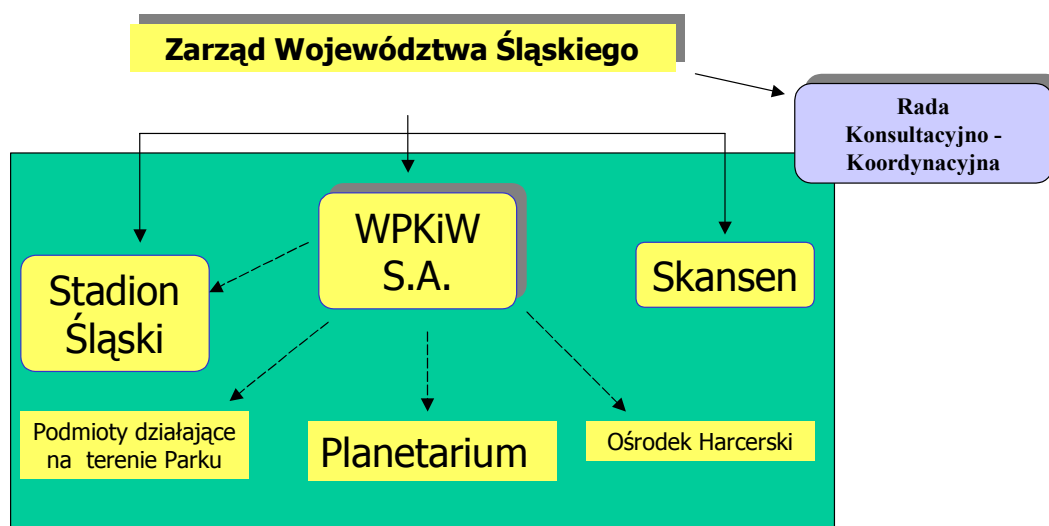 Zarząd Województwa Śląskiego
Rada
Konsultacyjno -
Koordynacyjna
WPKiW
S.A.
Stadion
Śląski
Skansen
Podmioty działające
na terenie Parku
Planetarium
Ośrodek Harcerski